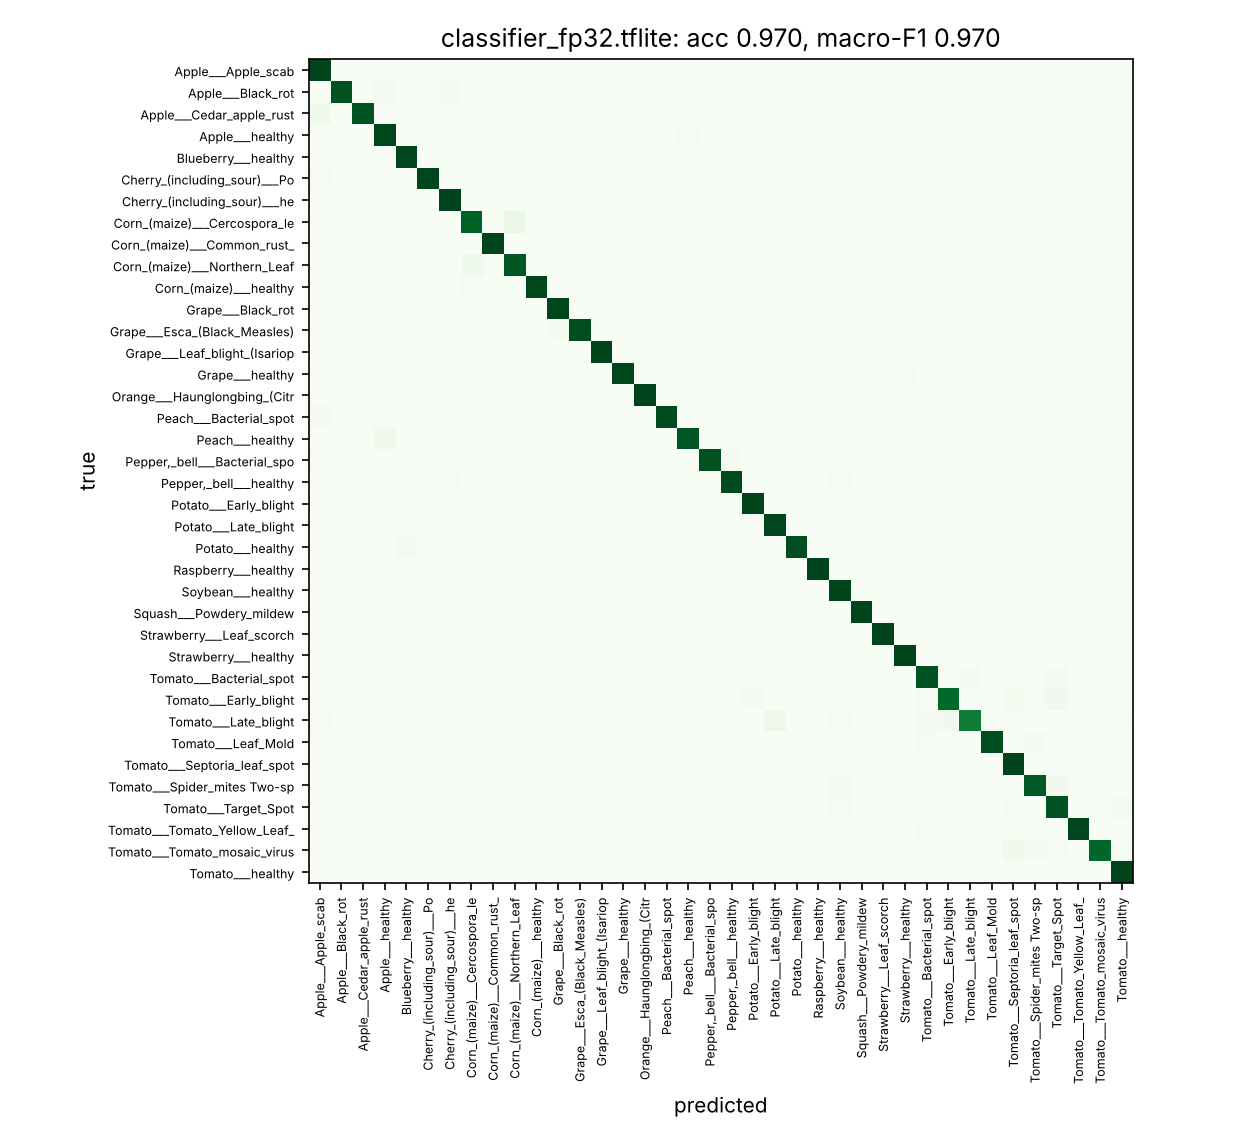 classifier_fp32.tflite: acc 0.970, macro-F1 0.970
Apple___Apple_scab
Apple___Black_rot
Apple___Cedar_apple_rust
Apple___healthy
Blueberry___healthy
Cherry_(including_sour)___Po
Cherry_(including_sour)___he
Corn_(maize)___Cercospora_le
Corn_(maize)___Common_rust_
Corn_(maize)___Northern_Leaf
Corn_(maize)___healthy
Grape___Black_rot
Grape___Esca_(Black_Measles)
Grape___Leaf_blight_(Isariop
Grape___healthy
Orange___Haunglongbing_(Citr
Peach___Bacterial_spot
Peach___healthy
Pepper,_bell___Bacterial_spo
Pepper,_bell___healthy
Potato___Early_blight
Potato___Late_blight
Potato___healthy
Raspberry___healthy
Soybean___healthy
Squash___Powdery_mildew
Strawberry___Leaf_scorch
Strawberry___healthy
Tomato___Bacterial_spot
Tomato___Early_blight
Tomato___Late_blight
Tomato___Leaf_Mold
Tomato___Septoria_leaf_spot
Tomato___Spider_mites Two-sp
Tomato___Target_Spot
Tomato___Tomato_Yellow_Leaf_
Tomato___Tomato_mosaic_virus
Tomato___healthy
true
Apple___Apple_scab
Apple___Black_rot
Apple___Cedar_apple_rust
Apple___healthy
Blueberry___healthy
Cherry_(including_sour)___Po
Cherry_(including_sour)___he
Corn_(maize)___Cercospora_le
Corn_(maize)___Common_rust_
Corn_(maize)___Northern_Leaf
Corn_(maize)___healthy
Grape___Black_rot
Grape___Esca_(Black_Measles)
Grape___Leaf_blight_(Isariop
Grape___healthy
Orange___Haunglongbing_(Citr
Peach___Bacterial_spot
Peach___healthy
Pepper,_bell___Bacterial_spo
Pepper,_bell___healthy
Potato___Early_blight
Potato___Late_blight
Potato___healthy
Raspberry___healthy
Soybean___healthy
Squash___Powdery_mildew
Strawberry___Leaf_scorch
Strawberry___healthy
Tomato___Bacterial_spot
Tomato___Early_blight
Tomato___Late_blight
Tomato___Leaf_Mold
Tomato___Septoria_leaf_spot
Tomato___Spider_mites Two-sp
Tomato___Target_Spot
Tomato___Tomato_Yellow_Leaf_
Tomato___Tomato_mosaic_virus
Tomato___healthy
predicted